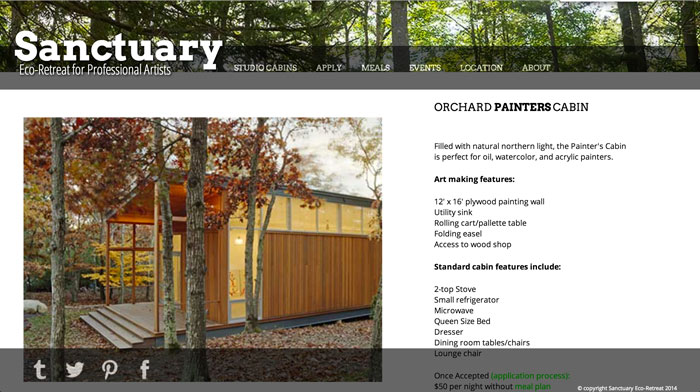 Sanctuary
Eco-Retreat for Professional Artists
STUDIO CABINS APPLY MEALS EVENTS LOCATION ABOUT
ORCHARD PAINTERS CABIN
Filled with natural northern light, the Painter's Cabin
is perfect for oil, watercolor, and acrylic painters.
Art making features:
12' x 16' plywood painting wall
Utility sink
Rolling cart/pallette table
Folding easel
Access to wood shop
Standard cabin features include:
2-top Stove
Small refrigerator
Microwave
Queen Size Bed
Dresser
Dining room tables/chairs
Lounge chair
Once Accepted (application process):
$50 per night without meal plan
© copyright Sanctuary Eco-Retreat 2014